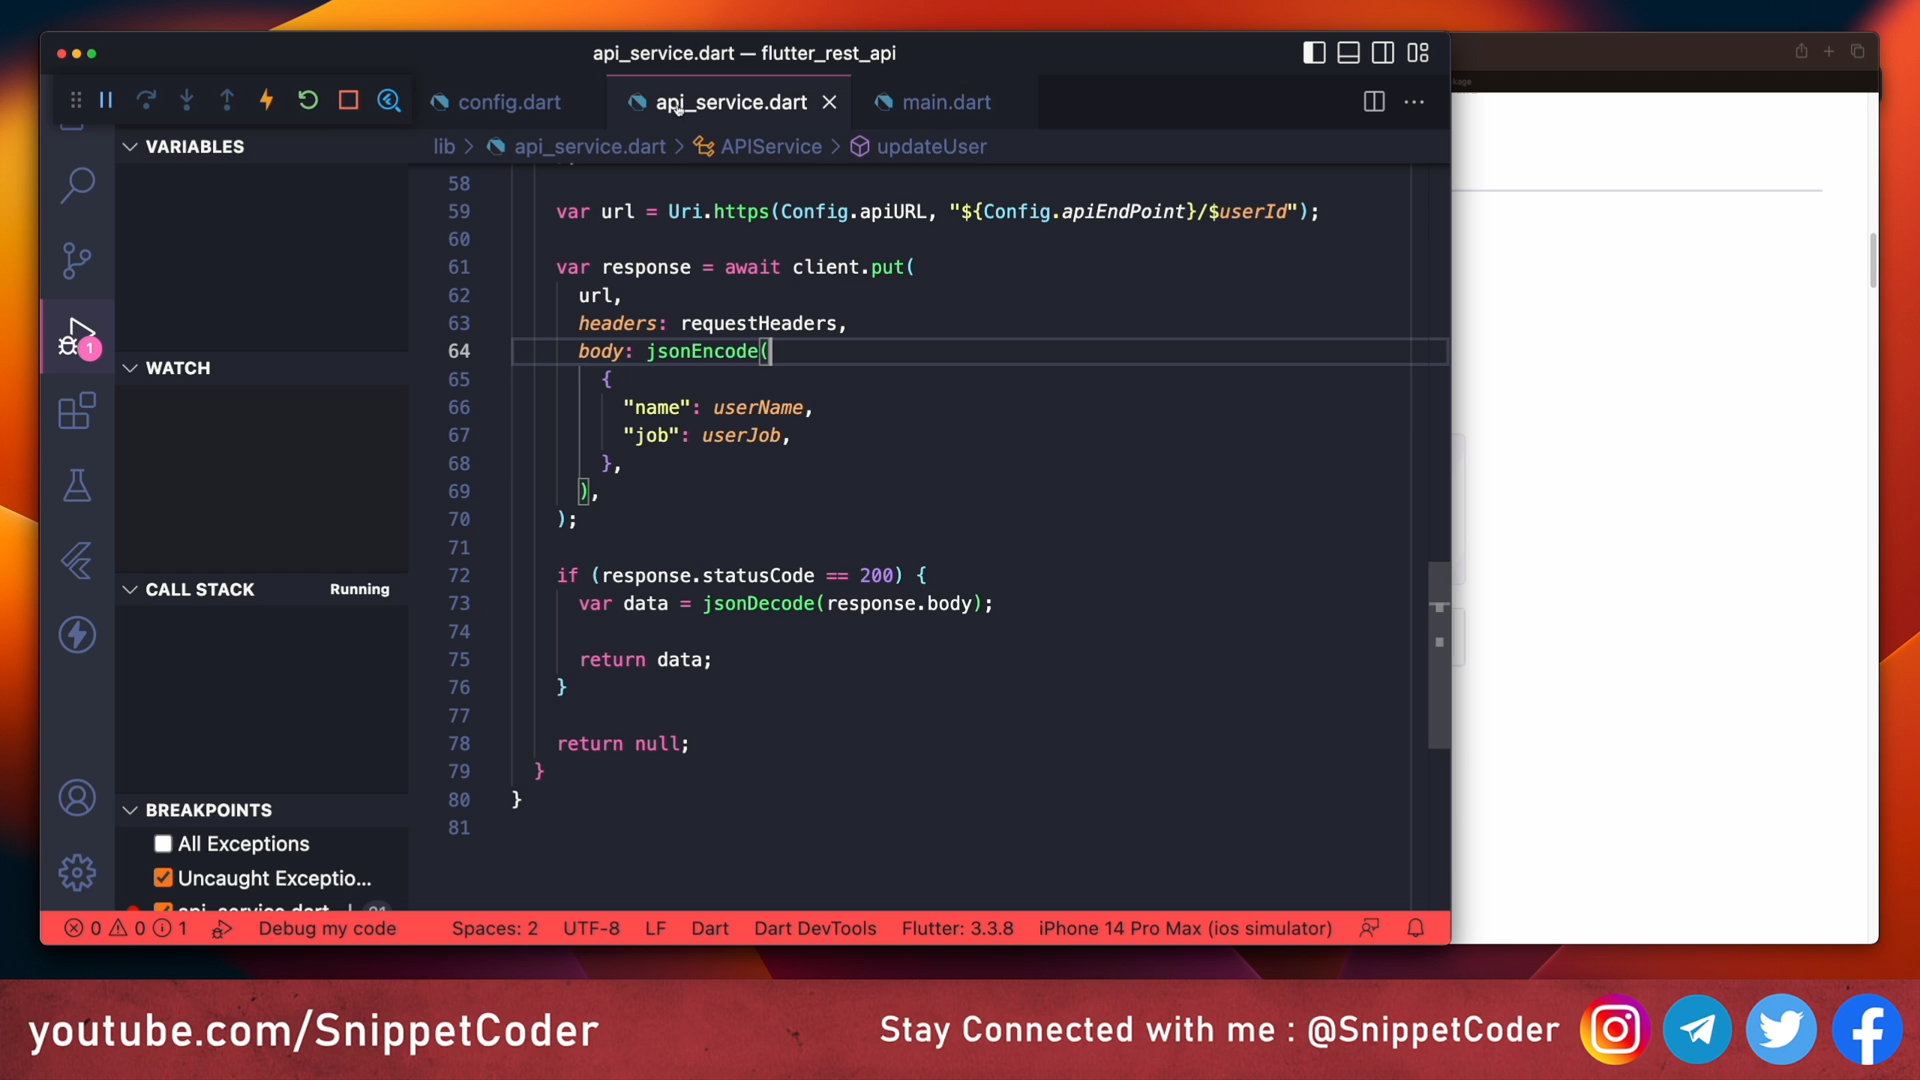 api_service.dart — flutter_rest_api
config.dart
api_service.dart
main.dart
lib > api_service.dart > APIService > updateUser
VARIABLES
WATCH
CALL STACK
Running
BREAKPOINTS
All Exceptions
Uncaught Exceptio...
api_service.dart
1
58
59 var url = Uri.https(Config.apiURL, "${Config.apiEndPoint}/$userId");
60
61 var response = await client.put(
62 url,
63 headers: requestHeaders,
64 body: jsonEncode(
65 {
66 "name": userName,
67 "job": userJob,
68 },
69 ),
70 );
71
72 if (response.statusCode == 200) {
73 var data = jsonDecode(response.body);
74
75 return data;
76 }
77
78 return null;
79 }
80 }
81
0 0 1 Debug my code Spaces: 2 UTF-8 LF Dart Dart DevTools Flutter: 3.3.8 iPhone 14 Pro Max (ios simulator)
youtube.com/SnippetCoder
Stay Connected with me : @SnippetCoder